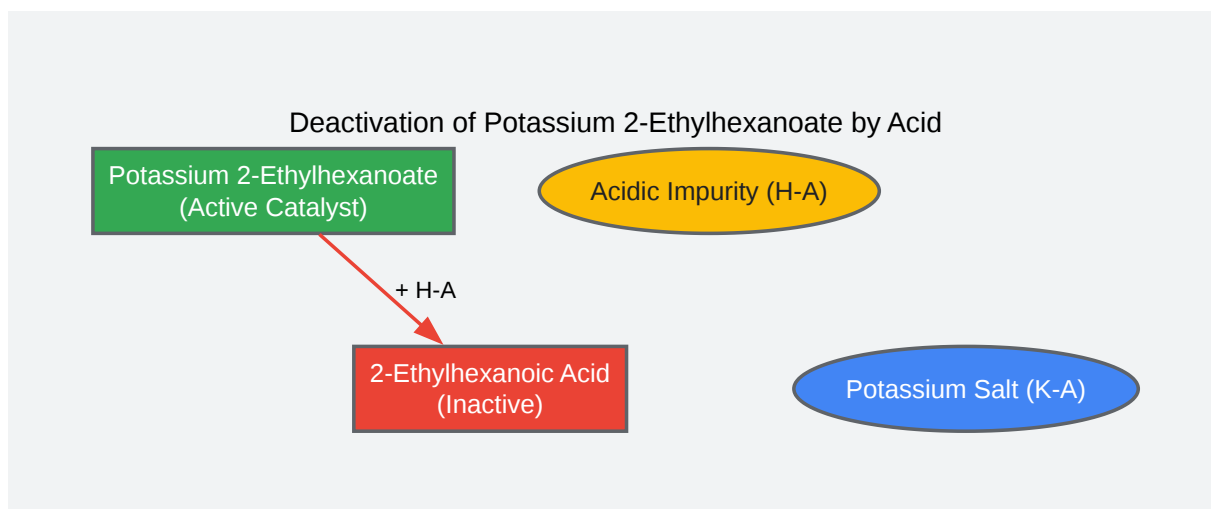 Deactivation of Potassium 2-Ethylhexanoate by Acid
Potassium 2-Ethylhexanoate
(Active Catalyst)
Acidic Impurity (H-A)
+ H-A
2-Ethylhexanoic Acid
(Inactive)
Potassium Salt (K-A)